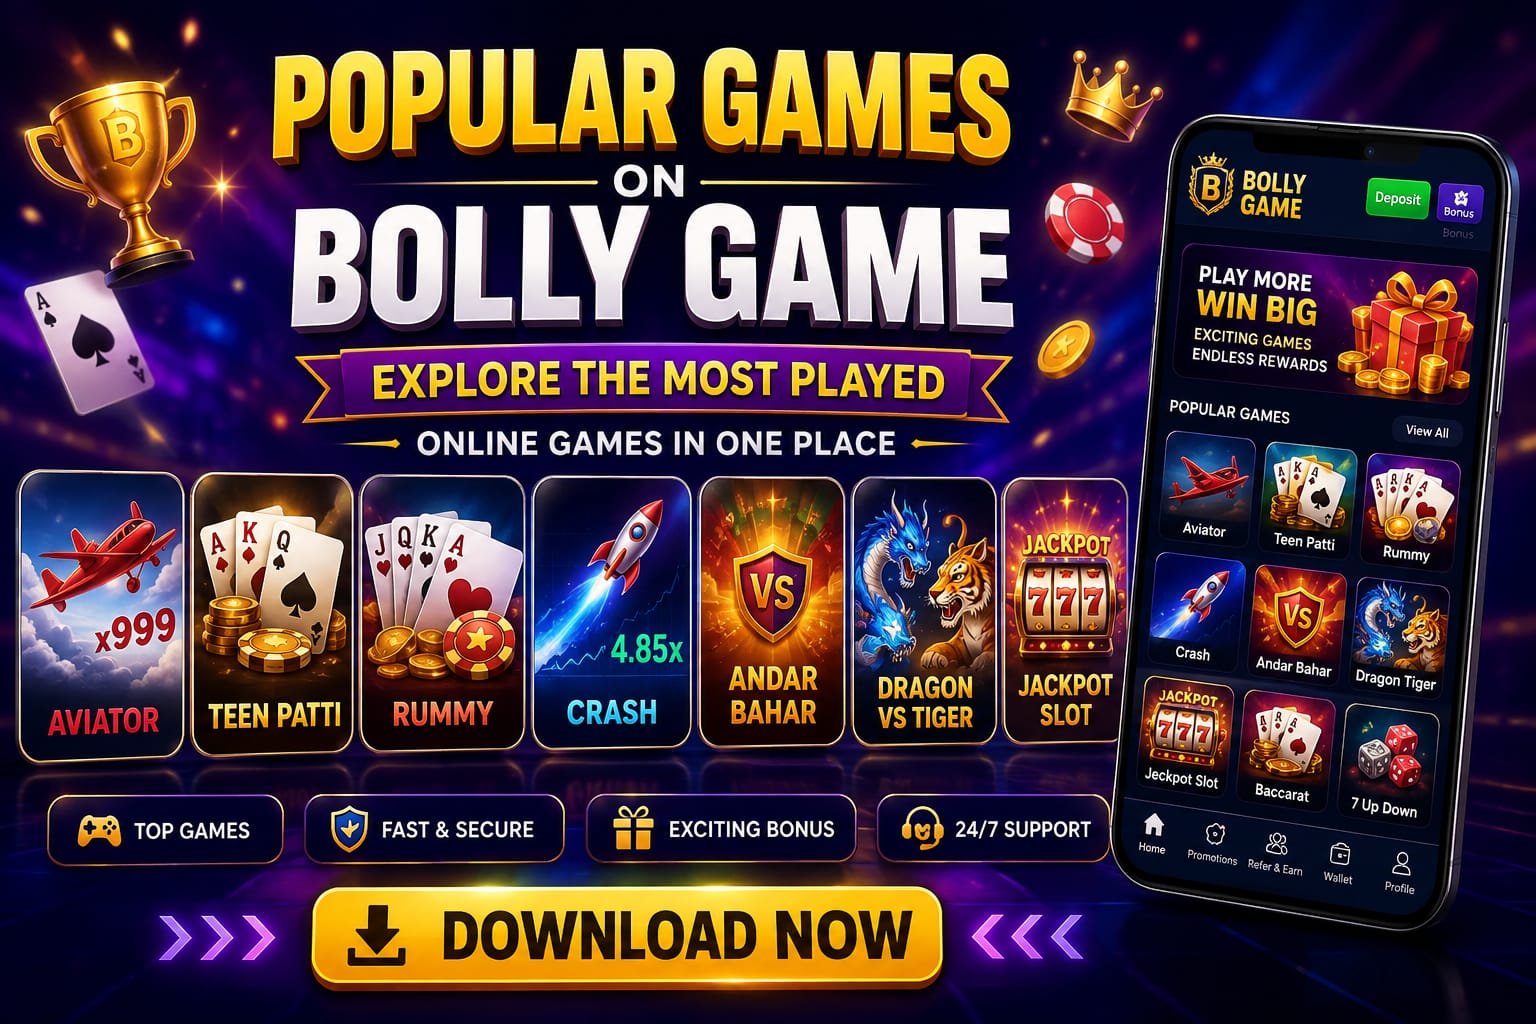 POPULAR GAMES
ON
BOLLY GAME
EXPLORE THE MOST PLAYED
ONLINE GAMES IN ONE PLACE
B
A
x999
AVIATOR
A K Q
TEEN PATTI
J Q K A
RUMMY
4.85x
CRASH
VS
ANDAR
BAHAR
DRAGON
VS TIGER
JACKPOT
777
JACKPOT
SLOT
TOP GAMES
FAST & SECURE
EXCITING BONUS
24/7 SUPPORT
DOWNLOAD NOW
B
BOLLY
GAME
Deposit
Bonus
Bonus
PLAY MORE
WIN BIG
EXCITING GAMES
ENDLESS REWARDS
POPULAR GAMES
View All
Aviator
Teen Patti
Rummy
Crash
VS
Andar Bahar
Dragon Tiger
JACKPOT
777
Jeckpot Slot
Baccarat
7 Up Down
Home
Promotions
Refer & Earn
Wallet
Profile